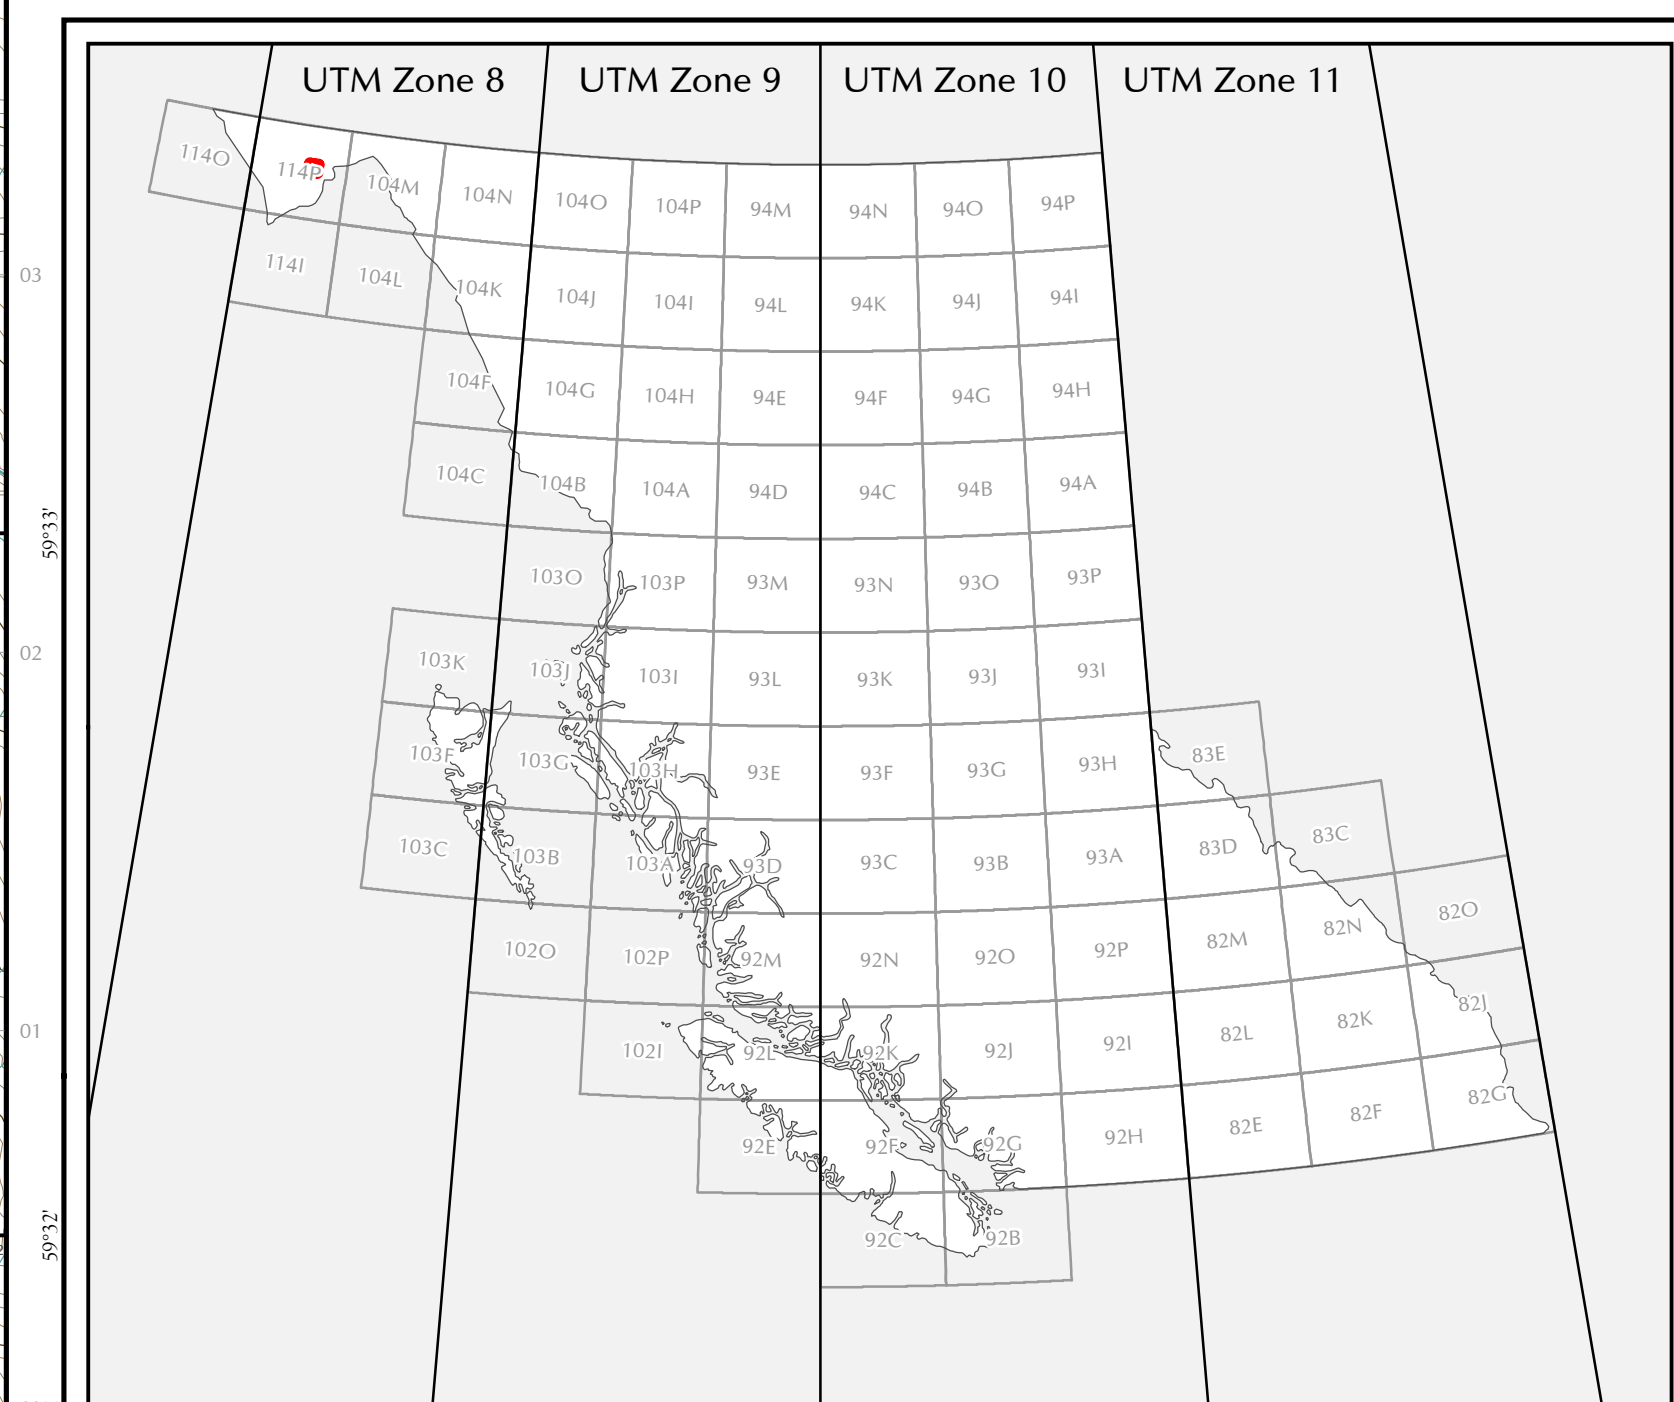 UTM Zone 8 UTM Zone 9 UTM Zone 10 UTM Zone 11
114O 114P 104M 104N 104O 104P 94M 94N 94O 94P
03 114I 104L 104K 104J 104I 94L 94K 94J 94I
104F 104G 104H 94E 94F 94G 94H
104C 104B 104A 94D 94C 94B 94A
59°33'
103O 103P 93M 93N 93O 93P
02 103K 103J 103I 93L 93K 93J 93I
103F 103G 103H 93E 93F 93G 93H 83E
103C 103B 103A 93D 93C 93B 93A 83D 83C
102O 102P 92M 92N 92O 92P 82M 82N 82O
01 102I 92L 92K 92J 92I 82L 82K 82J
92E 92F 92G 92H 82E 82F 82G
59°32'
92C 92B